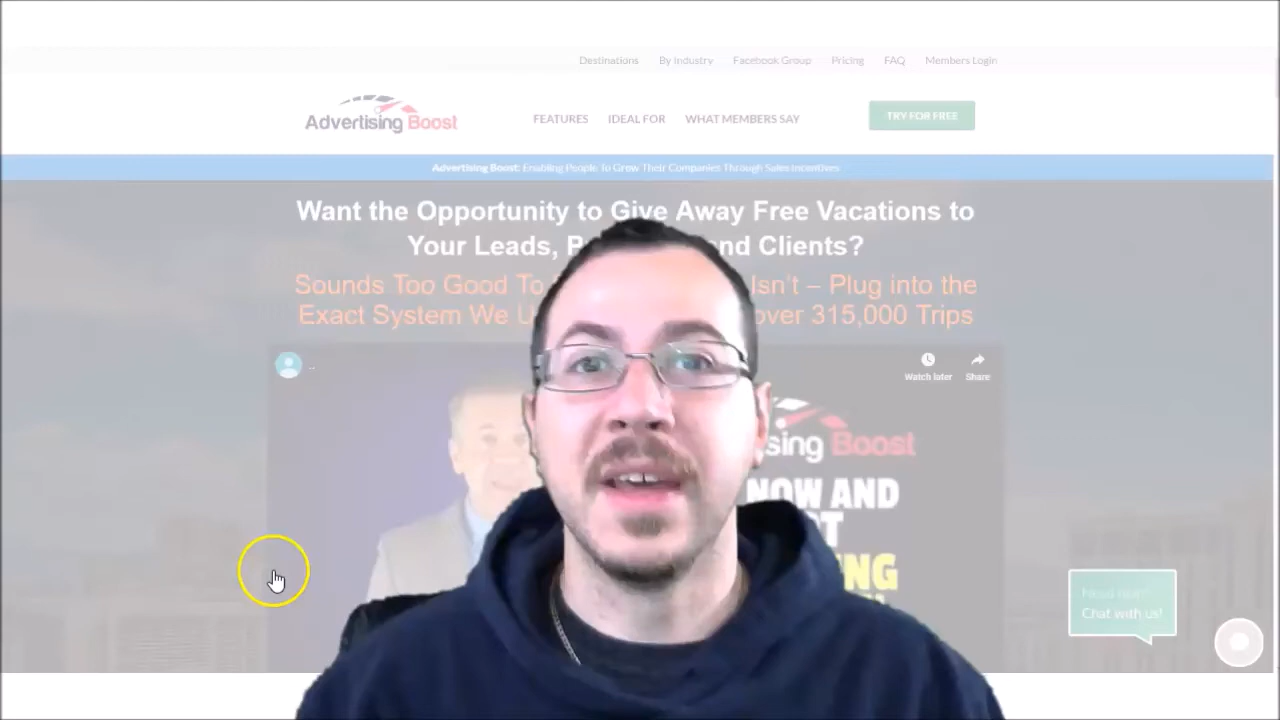 Destinations By Industry Facebook Group Pricing FAQ Members Login
Advertising Boost
FEATURES IDEAL FOR WHAT MEMBERS SAY
TRY FOR FREE
Advertising Boost: Enabling People To Grow Their Companies Through Sales Incentives
Want the Opportunity to Give Away Free Vacations to
Your Leads, and Clients?
Sounds Too Good To Isn't – Plug into the
Exact System We over 315,000 Trips
..
Watch later Share
sing Boost
NOW AND
Chat with us!